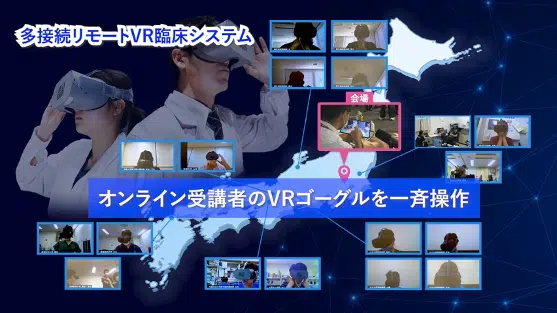 多接続リモートVR臨床システム
会場
オンライン受講者のVRゴーグルを一斉操作